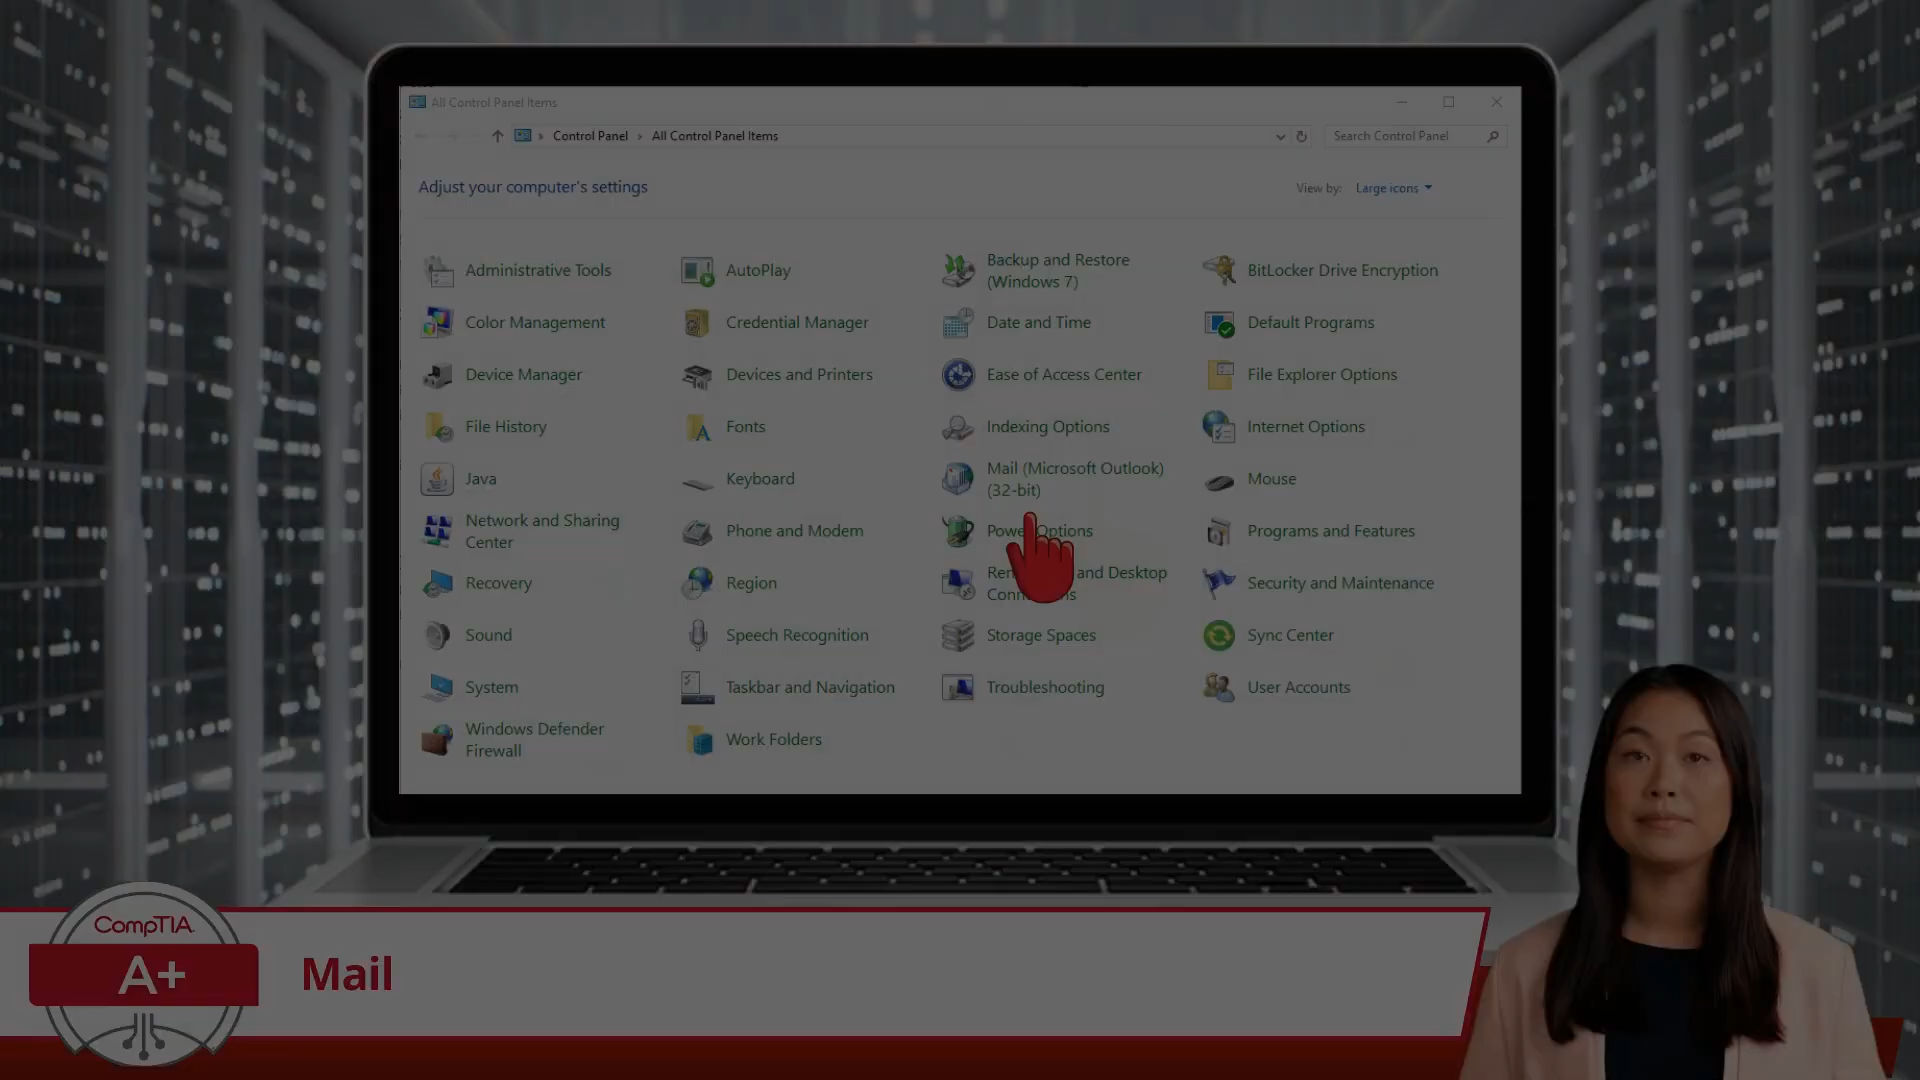 All Control Panel Items
Control Panel > All Control Panel Items
Search Control Panel
Adjust your computer's settings
View by: Large icons
Administrative Tools
AutoPlay
Backup and Restore
(Windows 7)
BitLocker Drive Encryption
Color Management
Credential Manager
Date and Time
Default Programs
Device Manager
Devices and Printers
Ease of Access Center
File Explorer Options
File History
Fonts
Indexing Options
Internet Options
Java
Keyboard
Mail (Microsoft Outlook)
(32-bit)
Mouse
Network and Sharing
Center
Phone and Modem
Power Options
Programs and Features
Recovery
Region
and Desktop
Security and Maintenance
Sound
Speech Recognition
Storage Spaces
Sync Center
System
Taskbar and Navigation
Troubleshooting
User Accounts
Windows Defender
Firewall
Work Folders
CompTIA.
A+
Mail